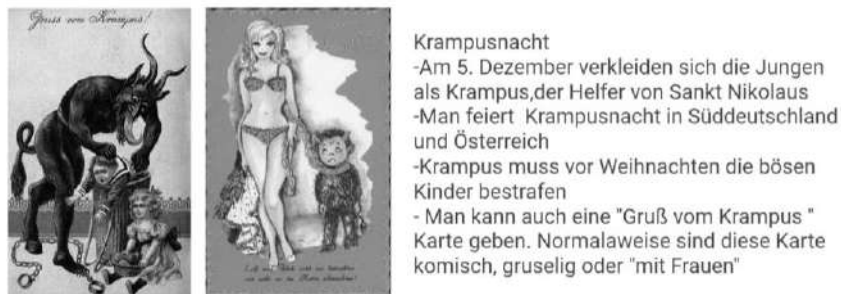 Gruss vom Krampus!
Krampusnacht
-Am 5. Dezember verkleiden sich die Jungen
als Krampus,der Helfer von Sankt Nikolaus
-Man feiert  Krampusnacht in Süddeutschland
und Österreich
-Krampus muss vor Weihnachten die bösen
Kinder bestrafen
- Man kann auch eine "Gruß vom Krampus "
Karte geben. Normalaweise sind diese Karte
komisch, gruselig oder "mit Frauen"